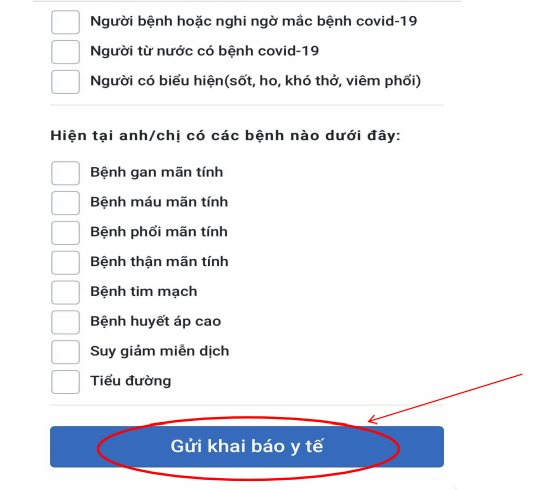 Người bệnh hoặc nghi ngờ mắc bệnh covid-19
Người từ nước có bệnh covid-19
Người có biểu hiện(sốt, ho, khó thở, viêm phổi)
Hiện tại anh/chị có các bệnh nào dưới đây:
Bệnh gan mãn tính
Bệnh máu mãn tính
Bệnh phổi mãn tính
Bệnh thận mãn tính
Bệnh tim mạch
Bệnh huyết áp cao
Suy giảm miễn dịch
Tiểu đường
Gửi khai báo y tế